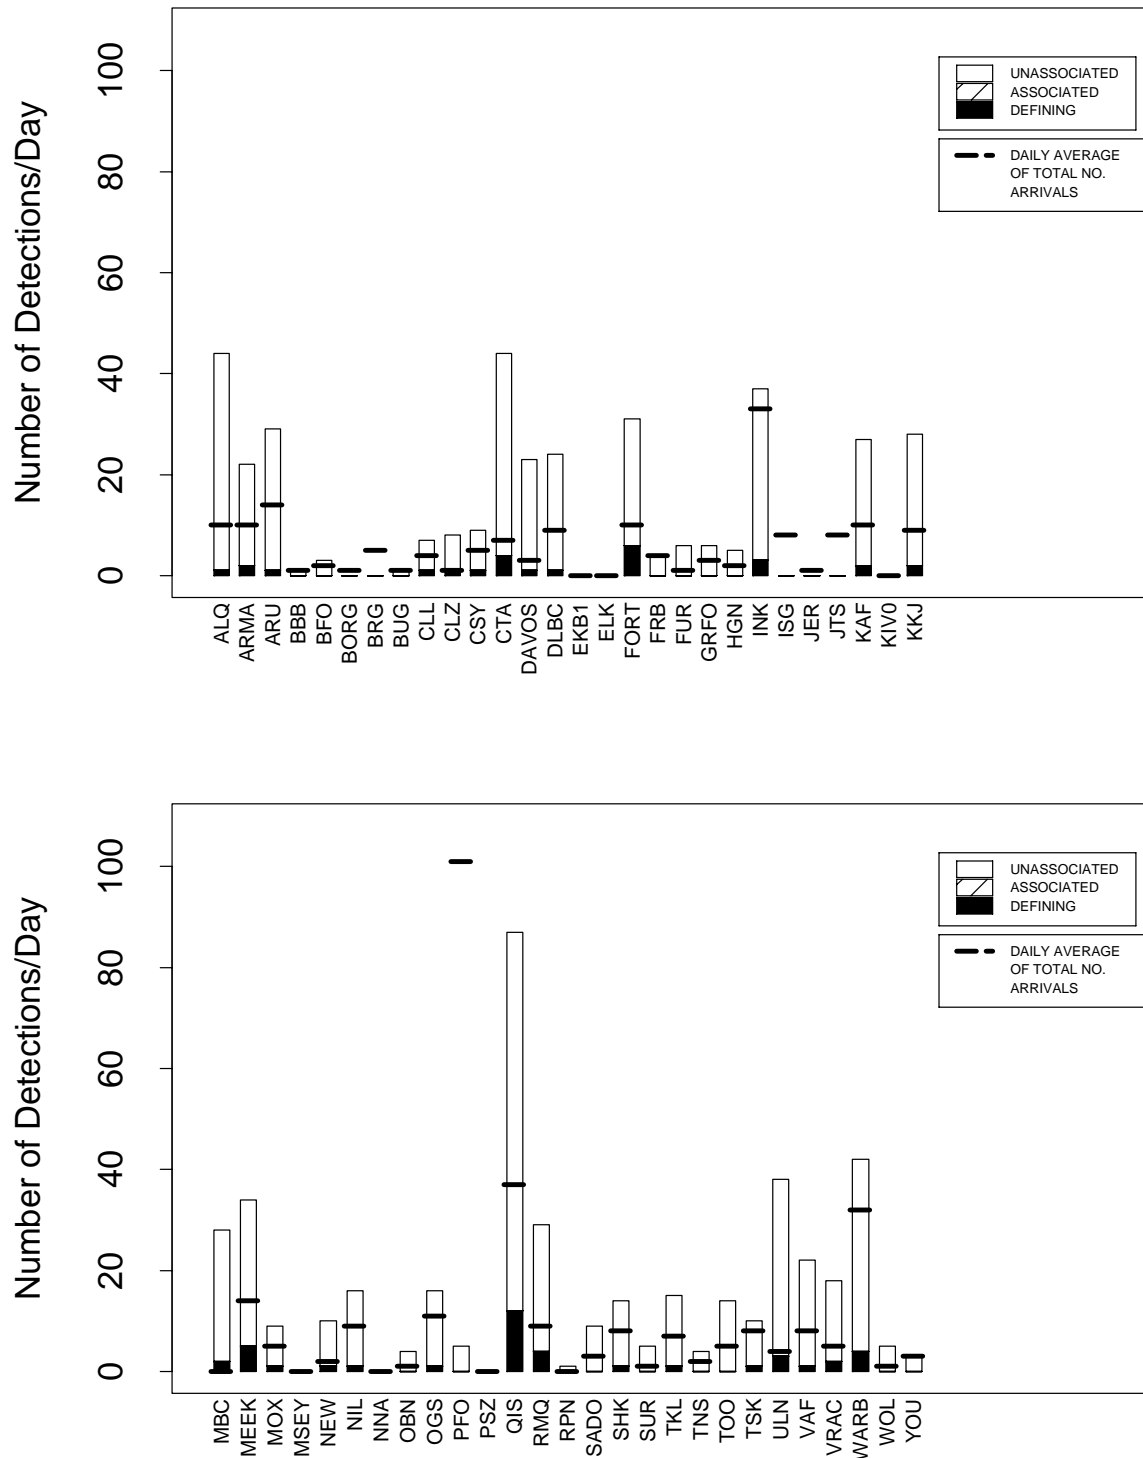 Number of Detections/Day
100
80
60
40
20
0
UNASSOCIATED
ASSOCIATED
DEFINING
DAILY AVERAGE
OF TOTAL NO.
ARRIVALS
ALQ
ARMA
ARU
BBB
BFO
BORG
BRG
BUG
CLL
CLZ
CSY
CTA
DAVOS
DLBC
EKB1
ELK
FORT
FRB
FUR
GRFO
HGN
INK
ISG
JER
JTS
KAF
KIV0
KKJ
Number of Detections/Day
100
80
60
40
20
0
UNASSOCIATED
ASSOCIATED
DEFINING
DAILY AVERAGE
OF TOTAL NO.
ARRIVALS
MBC
MEEK
MOX
MSEY
NEW
NIL
NNA
OBN
OGS
PFO
PSZ
QIS
RMQ
RPN
SADO
SHK
SUR
TKL
TNS
TOO
TSK
ULN
VAF
VRAC
WARB
WOL
YOU